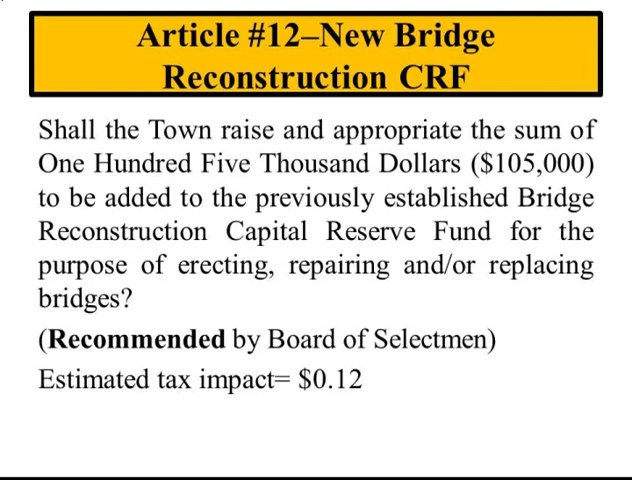 Article #12–New Bridge
Reconstruction CRF
Shall the Town raise and appropriate the sum of
One Hundred Five Thousand Dollars ($105,000)
to be added to the previously established Bridge
Reconstruction Capital Reserve Fund for the
purpose of erecting, repairing and/or replacing
bridges?
(Recommended by Board of Selectmen)
Estimated tax impact= $0.12